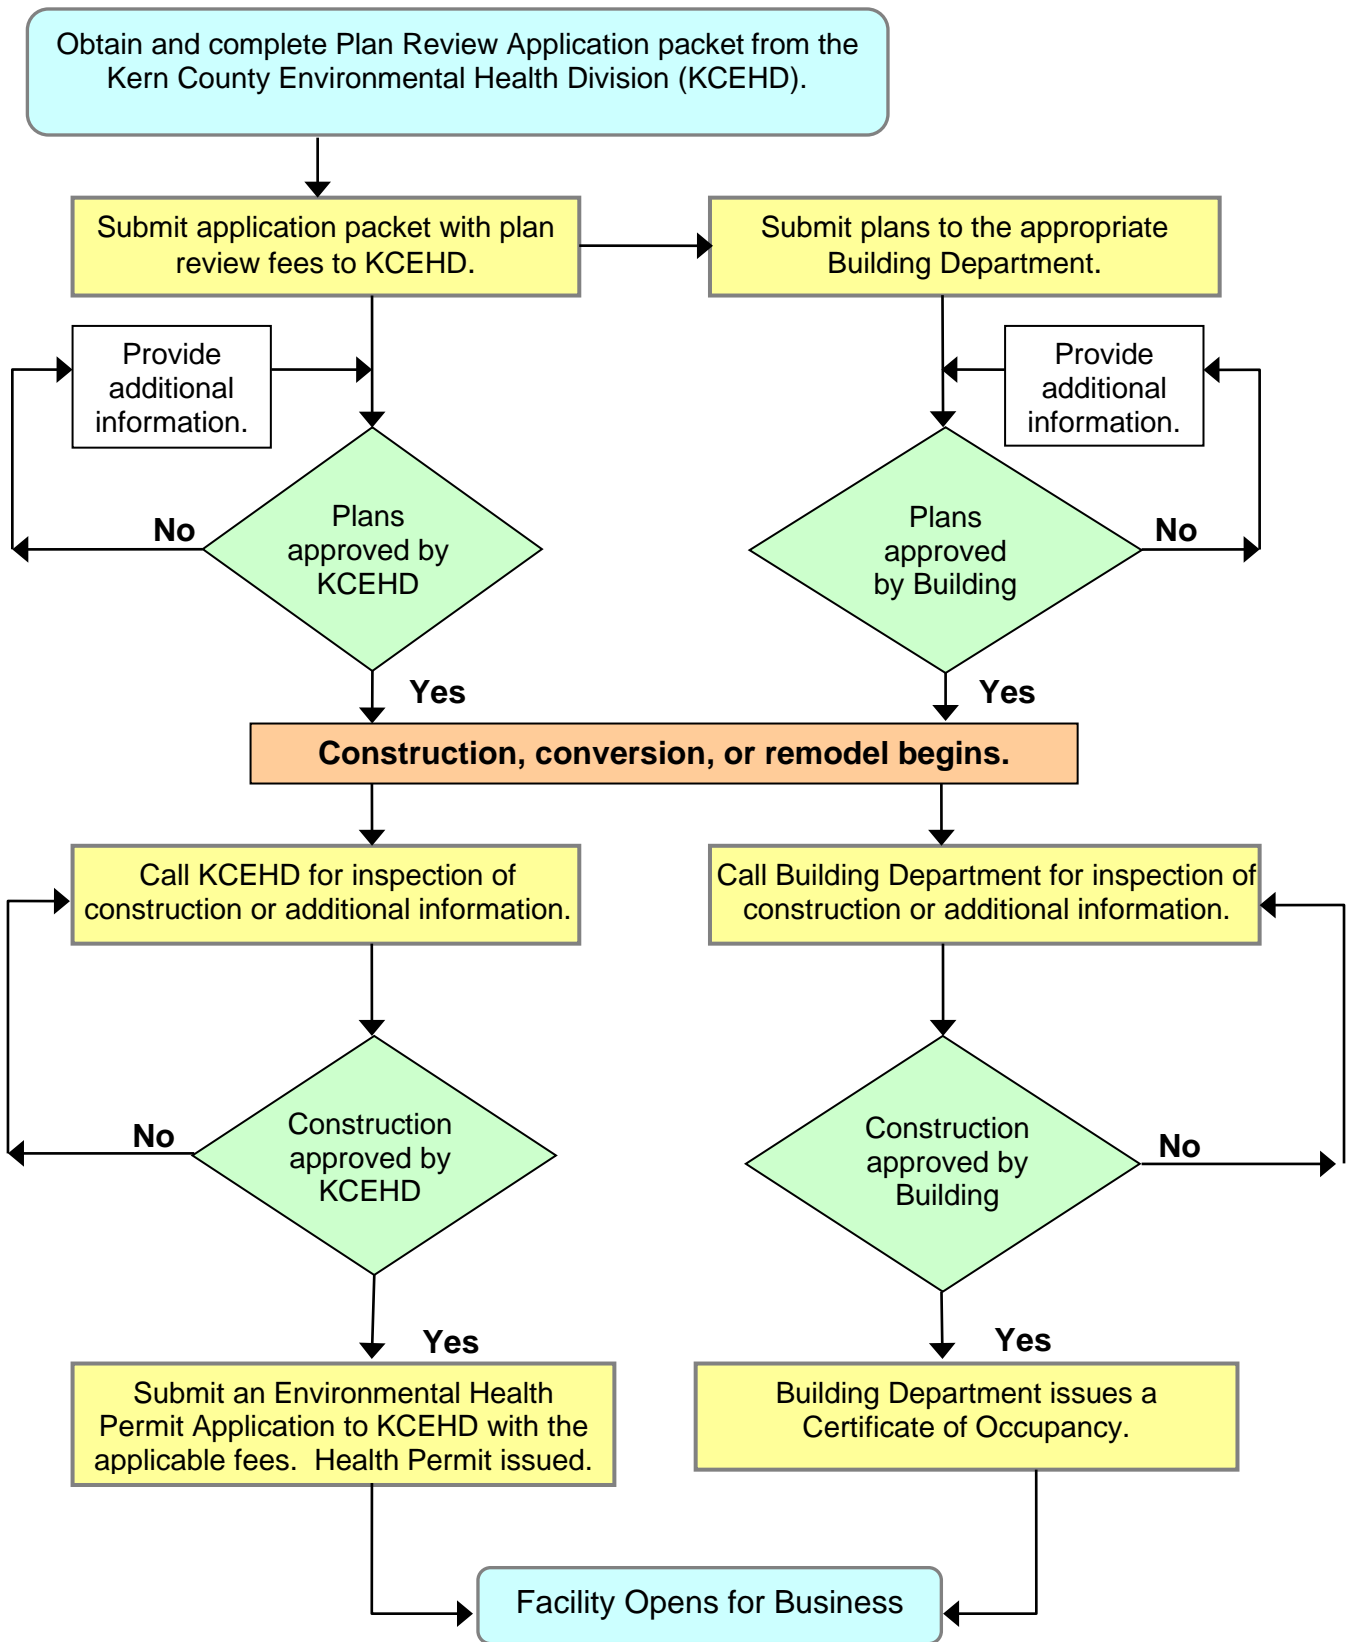 Obtain and complete Plan Review Application packet from the
Kern County Environmental Health Division (KCEHD).
Submit application packet with plan
review fees to KCEHD.
Submit plans to the appropriate
Building Department.
Provide
additional
information.
Provide
additional
information.
Plans
approved by
KCEHD
No
Plans
approved
by Building
No
Yes
Yes
Construction, conversion, or remodel begins.
Call KCEHD for inspection of
construction or additional information.
Call Building Department for inspection of
construction or additional information.
Construction
approved by
KCEHD
No
Construction
approved by
Building
No
Yes
Yes
Submit an Environmental Health
Permit Application to KCEHD with the
applicable fees.  Health Permit issued.
Building Department issues a
Certificate of Occupancy.
Facility Opens for Business